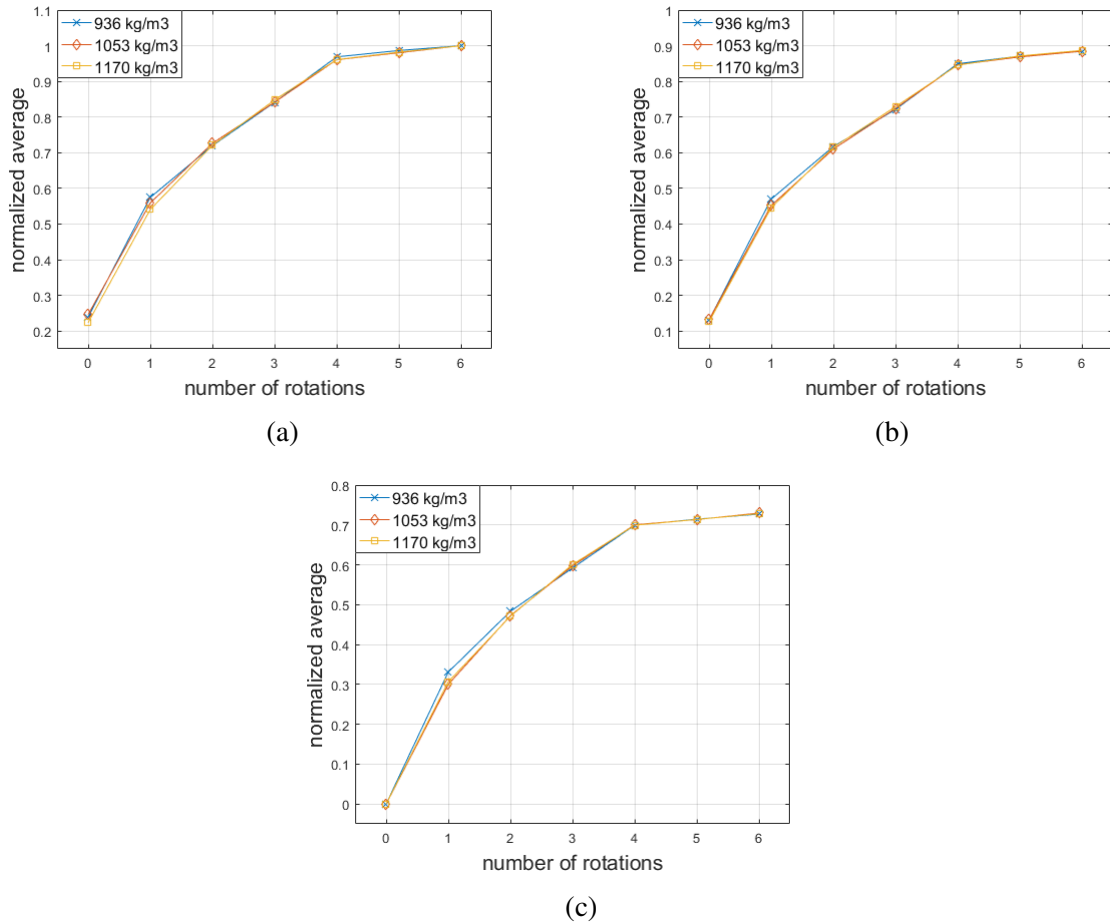 1.1
1
0.9
0.8
0.7
0.6
0.5
0.4
0.3
0.2
normalized average
936 kg/m3
1053 kg/m3
1170 kg/m3
0 1 2 3 4 5 6
number of rotations
(a)
1
0.9
0.8
0.7
0.6
0.5
0.4
0.3
0.2
0.1
normalized average
936 kg/m3
1053 kg/m3
1170 kg/m3
0 1 2 3 4 5 6
number of rotations
(b)
0.8
0.7
0.6
0.5
0.4
0.3
0.2
0.1
0
normalized average
936 kg/m3
1053 kg/m3
1170 kg/m3
0 1 2 3 4 5 6
number of rotations
(c)